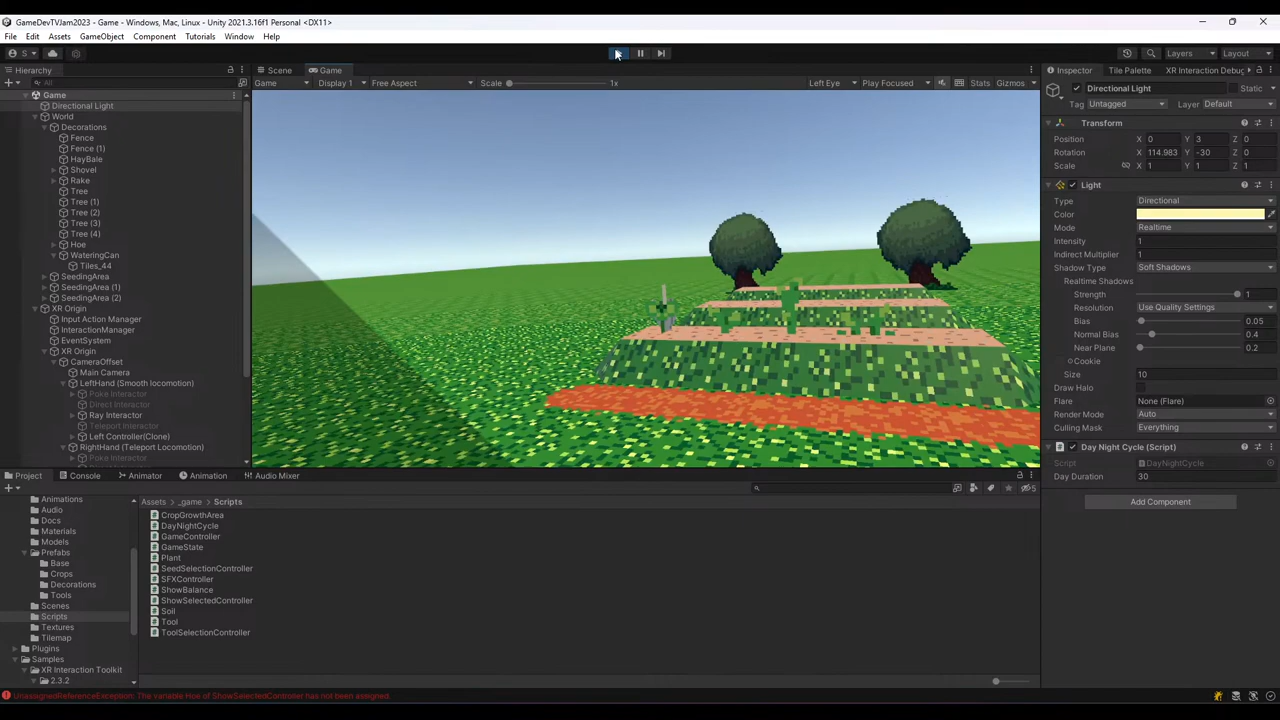 GameDevTVJam2023 - Game - Windows, Mac, Linux - Unity 2021.3.16f1 Personal <DX11>
File Edit Assets GameObject Component Tutorials Window Help
S Layers Layout
Hierarchy Scene Game Inspector Tile Palette XR Interaction Debug
All Game Display 1 Free Aspect Scale 1x Left Eye Play Focused Stats Gizmos Directional Light Static
Game
Tag Untagged Layer Default
Directional Light
World
Transform
Decorations
Position X 0 Y 3 Z 0
Fence
Rotation X 114.983 Y -30 Z 0
Fence (1)
Scale X 1 Y 1 Z 1
HayBale
Shovel
Rake
Light
Tree
Type Directional
Tree (1)
Color
Tree (2)
Mode Realtime
Tree (3)
Intensity 1
Tree (4)
Indirect Multiplier 1
Hoe
Shadow Type Soft Shadows
WateringCan
Realtime Shadows
Tiles_44
Strength 1
SeedingArea
Resolution Use Quality Settings
SeedingArea (1)
Bias 0.05
SeedingArea (2)
Normal Bias 0.4
XR Origin
Near Plane 0.2
Input Action Manager
Cookie
InteractionManager
Size 10
EventSystem
Draw Halo
XR Origin
Flare None (Flare)
CameraOffset
Render Mode Auto
Main Camera
Culling Mask Everything
LeftHand (Smooth locomotion)
Poke Interactor
Direct Interactor
Ray Interactor
Teleport Interactor
Left Controller(Clone)
RightHand (Teleport Locomotion)
Poke Interactor
Day Night Cycle (Script)
Script DayNightCycle
Day Duration 30
Add Component
Project Console Animator Animation Audio Mixer
5
Animations
Audio
Docs
Materials
Models
Prefabs
Base
Crops
Decorations
Tools
Scenes
Scripts
Textures
Tilemap
Plugins
Samples
XR Interaction Toolkit
2.3.2
Assets _game Scripts
CropGrowthArea
DayNightCycle
GameController
GameState
Plant
SeedSelectionController
SFXController
ShowBalance
ShowSelectedController
Soil
Tool
ToolSelectionController
UnassignedReferenceException: The variable Hoe of ShowSelectedController has not been assigned.